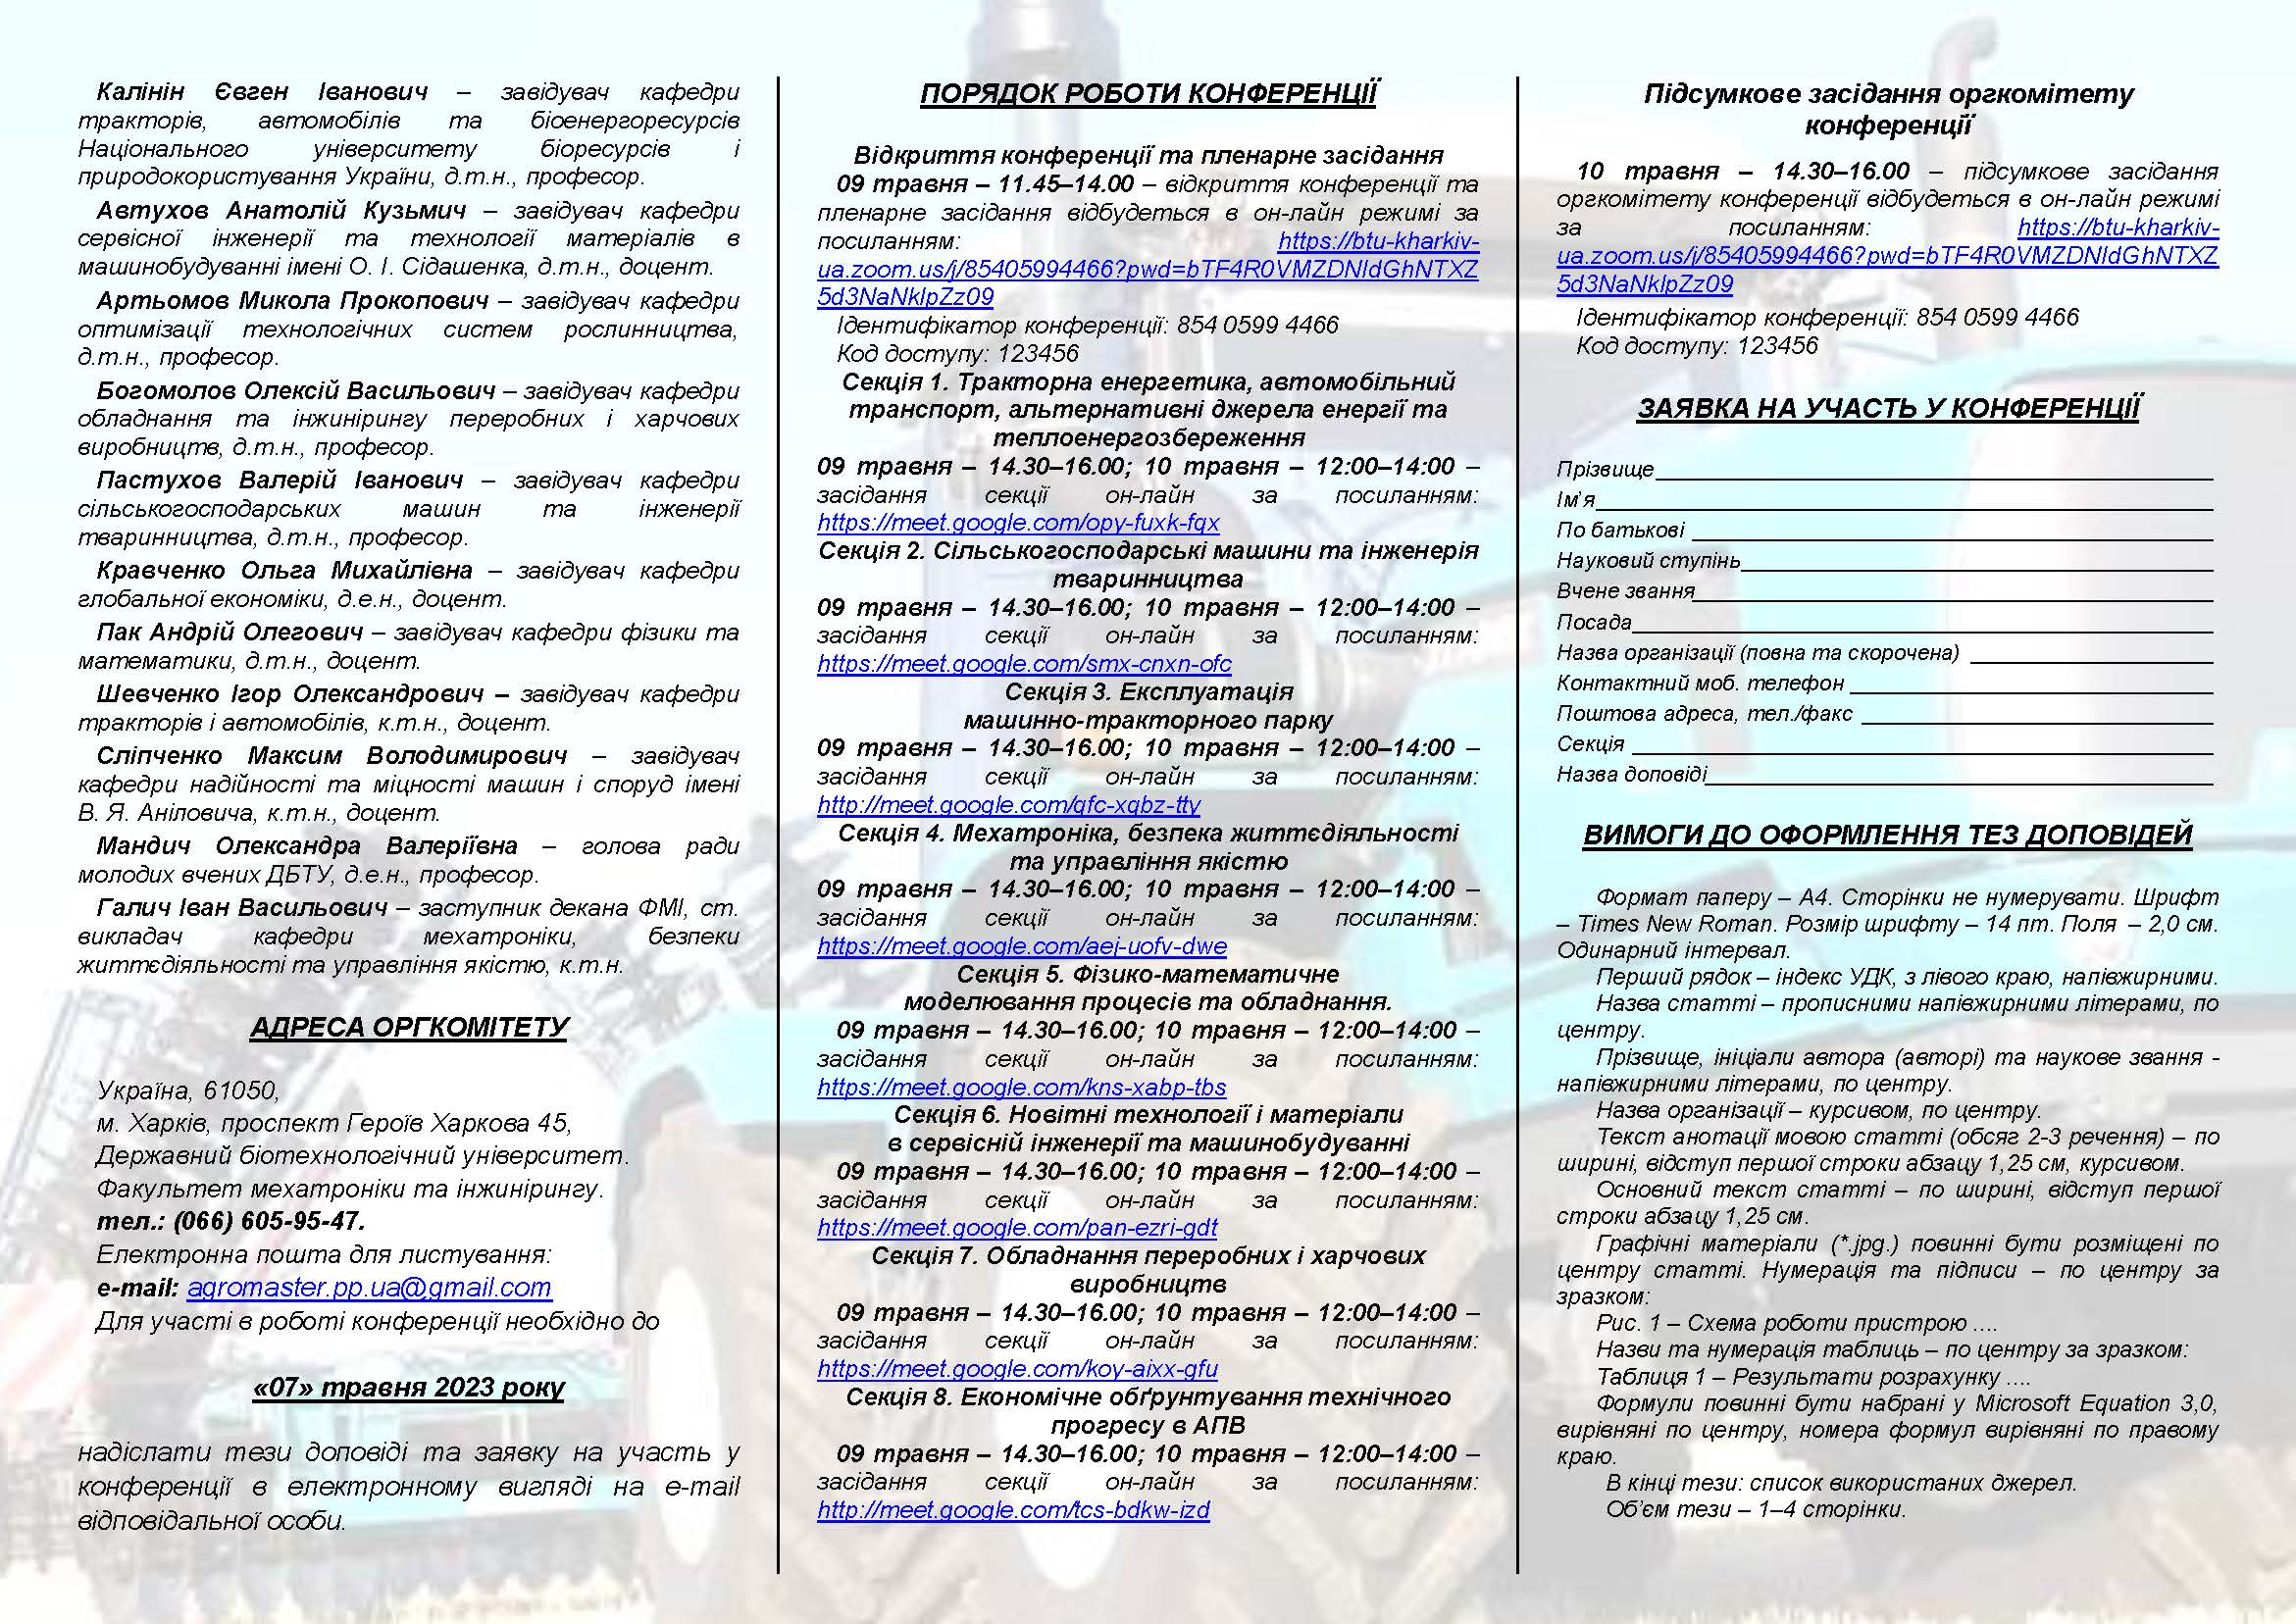 Калінін Євген Іванович – завідувач кафедри
тракторів, автомобілів та біоенергоресурсів
Національного університету біоресурсів і
природокористування України, д.т.н., професор.
Автухов Анатолій Кузьмич – завідувач кафедри
сервісної інженерії та технології матеріалів в
машинобудуванні імені О. І. Сідашенка, д.т.н., доцент.
Артьомов Микола Прокопович – завідувач кафедри
оптимізації технологічних систем рослинництва,
д.т.н., професор.
Богомолов Олексій Васильович – завідувач кафедри
обладнання та інжинірингу переробних і харчових
виробництв, д.т.н., професор.
Пастухов Валерій Іванович – завідувач кафедри
сільськогосподарських машин та інженерії
тваринництва, д.т.н., професор.
Кравченко Ольга Михайлівна – завідувач кафедри
глобальної економіки, д.е.н., доцент.
Пак Андрій Олегович – завідувач кафедри фізики та
математики, д.т.н., доцент.
Шевченко Ігор Олександрович – завідувач кафедри
тракторів і автомобілів, к.т.н., доцент.
Сліпченко Максим Володимирович – завідувач
кафедри надійності та міцності машин і споруд імені
В. Я. Аніловича, к.т.н., доцент.
Мандич Олександра Валеріївна – голова ради
молодих вчених ДБТУ, д.е.н., професор.
Галич Іван Васильович – заступник декана ФМІ, ст.
викладач кафедри мехатроніки, безпеки
життєдіяльності та управління якістю, к.т.н.
АДРЕСА ОРГКОМІТЕТУ
Україна, 61050,
м. Харків, проспект Героїв Харкова 45,
Державний біотехнологічний університет.
Факультет мехатроніки та інжинірингу.
тел.: (066) 605-95-47.
Електронна пошта для листування:
e-mail: agromaster.pp.ua@gmail.com
Для участі в роботі конференції необхідно до
«07» травня 2023 року
надіслати тези доповіді та заявку на участь у
конференції в електронному вигляді на e-mail
відповідальної особи.
ПОРЯДОК РОБОТИ КОНФЕРЕНЦІЇ
Відкриття конференції та пленарне засідання
09 травня – 11.45–14.00 – відкриття конференції та
пленарне засідання відбудеться в он-лайн режимі за
посиланням: https://btu-kharkiv-
ua.zoom.us/j/85405994466?pwd=bTF4R0VMZDNIdGhNTXZ
5d3NaNklpZz09
Ідентифікатор конференції: 854 0599 4466
Код доступу: 123456
Секція 1. Тракторна енергетика, автомобільний
транспорт, альтернативні джерела енергії та
теплоенергозбереження
09 травня – 14.30–16.00; 10 травня – 12:00–14:00 –
засідання секції он-лайн за посиланням:
https://meet.google.com/opy-fuxk-fqx
Секція 2. Сільськогосподарські машини та інженерія
тваринництва
09 травня – 14.30–16.00; 10 травня – 12:00–14:00 –
засідання секції он-лайн за посиланням:
https://meet.google.com/smx-cnxn-ofc
Секція 3. Експлуатація
машинно-тракторного парку
09 травня – 14.30–16.00; 10 травня – 12:00–14:00 –
засідання секції он-лайн за посиланням:
http://meet.google.com/qfc-xqbz-tty
Секція 4. Мехатроніка, безпека життєдіяльності
та управління якістю
09 травня – 14.30–16.00; 10 травня – 12:00–14:00 –
засідання секції он-лайн за посиланням:
https://meet.google.com/aej-uofv-dwe
Секція 5. Фізико-математичне
моделювання процесів та обладнання.
09 травня – 14.30–16.00; 10 травня – 12:00–14:00 –
засідання секції он-лайн за посиланням:
https://meet.google.com/kns-xabp-tbs
Секція 6. Новітні технології і матеріали
в сервісній інженерії та машинобудуванні
09 травня – 14.30–16.00; 10 травня – 12:00–14:00 –
засідання секції он-лайн за посиланням:
https://meet.google.com/pan-ezri-gdt
Секція 7. Обладнання переробних і харчових
виробництв
09 травня – 14.30–16.00; 10 травня – 12:00–14:00 –
засідання секції он-лайн за посиланням:
https://meet.google.com/koy-aixx-gfu
Секція 8. Економічне обґрунтування технічного
прогресу в АПВ
09 травня – 14.30–16.00; 10 травня – 12:00–14:00 –
засідання секції он-лайн за посиланням:
http://meet.google.com/tcs-bdkw-izd
Підсумкове засідання оргкомітету
конференції
10 травня – 14.30–16.00 – підсумкове засідання
оргкомітету конференції відбудеться в он-лайн режимі
за посиланням: https://btu-kharkiv-
ua.zoom.us/j/85405994466?pwd=bTF4R0VMZDNIdGhNTXZ
5d3NaNklpZz09
Ідентифікатор конференції: 854 0599 4466
Код доступу: 123456
ЗАЯВКА НА УЧАСТЬ У КОНФЕРЕНЦІЇ
Прізвище
Ім’я
По батькові
Науковий ступінь
Вчене звання
Посада
Назва організації (повна та скорочена)
Контактний моб. телефон
Поштова адреса, тел./факс
Секція
Назва доповіді
ВИМОГИ ДО ОФОРМЛЕННЯ ТЕЗ ДОПОВІДЕЙ
Формат паперу – А4. Сторінки не нумерувати. Шрифт
– Times New Roman. Розмір шрифту – 14 пт. Поля – 2,0 см.
Одинарний інтервал.
Перший рядок – індекс УДК, з лівого краю, напівжирними.
Назва статті – прописними напівжирними літерами, по
центру.
Прізвище, ініціали автора (авторі) та наукове звання -
напівжирними літерами, по центру.
Назва організації – курсивом, по центру.
Текст анотації мовою статті (обсяг 2-3 речення) – по
ширині, відступ першої строки абзацу 1,25 см, курсивом.
Основний текст статті – по ширині, відступ першої
строки абзацу 1,25 см.
Графічні матеріали (*.jpg.) повинні бути розміщені по
центру статті. Нумерація та підписи – по центру за
зразком:
Рис. 1 – Схема роботи пристрою ....
Назви та нумерація таблиць – по центру за зразком:
Таблиця 1 – Результати розрахунку ....
Формули повинні бути набрані у Microsoft Equation 3,0,
вирівняні по центру, номера формул вирівняні по правому
краю.
В кінці тези: список використаних джерел.
Об’єм тези – 1–4 сторінки.